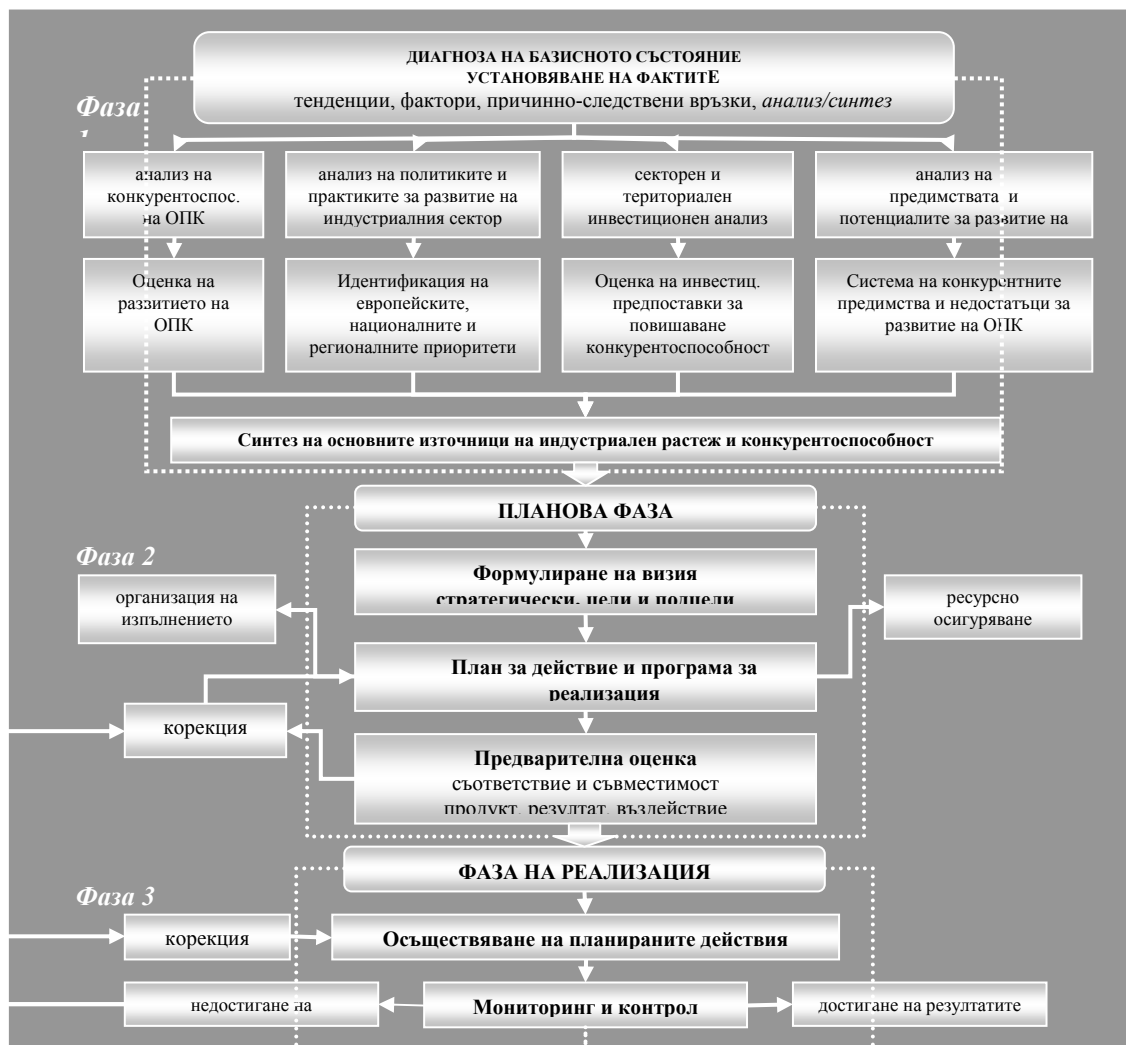 ДИАГНОЗА НА БАЗИСНОТО СЪСТОЯНИЕ
УСТАНОВЯВАНЕ НА ФАКТИТЕ
тенденции, фактори, причинно-следствени връзки, анализ/синтез
Фаза
анализ на
конкурентоспос.
на ОПК
анализ на политиките и
практиките за развитие на
индустриалния сектор
секторен и
териториален
инвестиционен анализ
анализ на
предимствата и
потенциалите за развитие на
Оценка на
развитието на
ОПК
Идентификация на
европейските,
националните и
регионалните приоритети
Оценка на инвестиц.
предпоставки за
повишаване
конкурентоспособност
Система на конкурентните
предимства и недостатъци за
развитие на ОПК
Синтез на основните източници на индустриален растеж и конкурентоспособност
ПЛАНОВА ФАЗА
Фаза 2
Формулиране на визия
стратегически, цели и подцели
организация на
изпълнението
ресурсно
осигуряване
План за действие и програма за
реализация
корекция
Предварителна оценка
съответствие и съвместимост
продукт, резултат, въздействие
ФАЗА НА РЕАЛИЗАЦИЯ
Фаза 3
корекция
Осъществяване на планираните действия
недостигане на
Мониторинг и контрол
достигане на резултатите